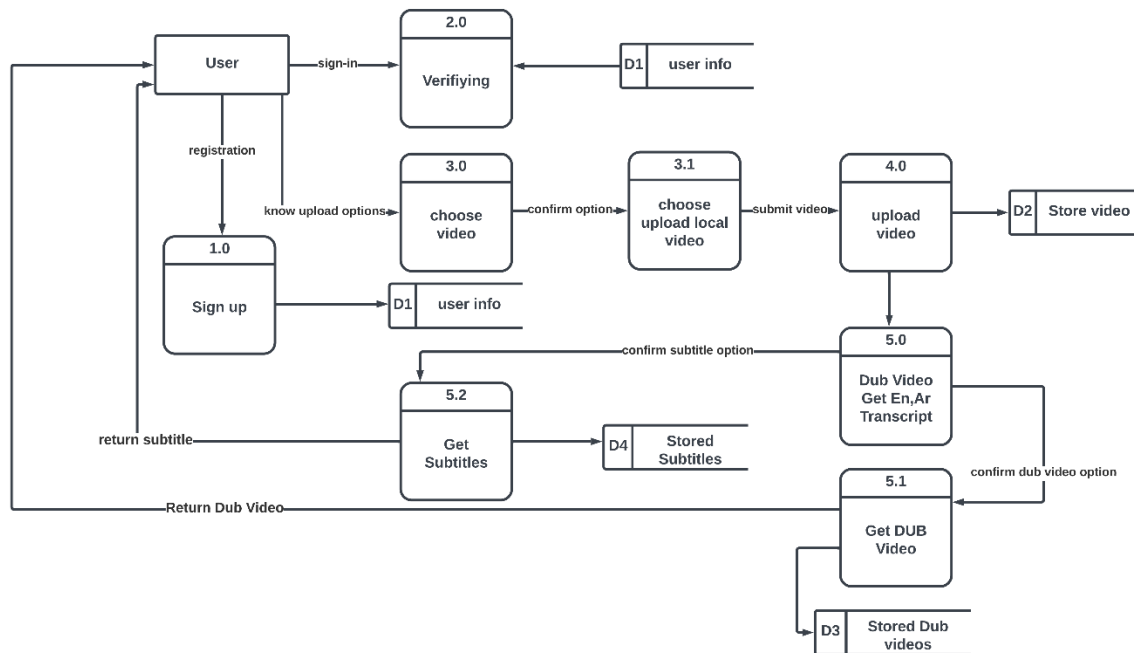 2.0
User
sign-in
Verifiying
D1
user info
registration
3.0
3.1
4.0
know upload options
choose
video
confirm option
choose
upload local
video
submit video
upload
video
D2
Store video
1.0
Sign up
D1
user info
5.0
confirm subtitle option
Dub Video
Get En,Ar
Transcript
5.2
return subtitle
Get
Subtitles
D4
Stored
Subtitles
confirm dub video option
5.1
Return Dub Video
Get DUB
Video
D3
Stored Dub
videos